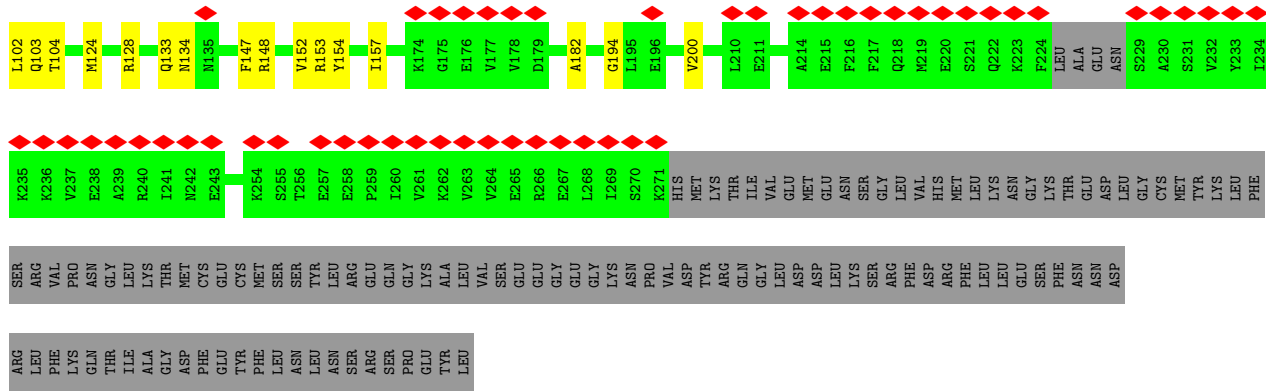 L102 Q103 T104 M124 R128 Q133 N134 N135 F147 R148 V152 R153 Y154 I157 K174 G175 E176 V177 V178 D179 A182 G194 L195 E196 V200 L210 E211 A214 E215 F216 F217 Q218 M219 E220 S221 Q222 K223 F224 LEU ALA GLU ASN S229 A230 S231 V232 Y233 I234
K235 K236 V237 E238 A239 R240 I241 N242 E243 K254 S255 T256 E257 E258 P259 I260 V261 K262 V263 V264 E265 R266 E267 L268 I269 S270 K271 HIS MET LYS THR ILE VAL GLU MET GLU ASN SER GLY LEU VAL HIS MET LEU LYS ASN GLY LYS THR GLU ASP LEU GLY CYS MET TYR LYS LEU PHE
SER ARG VAL PRO ASN GLY LEU LYS THR MET CYS GLU CYS MET SER SER TYR LEU ARG GLU GLN GLY LYS ALA LEU VAL SER GLU GLU GLY GLU GLY LYS ASN PRO VAL ASP TYR ARG GLN GLY LEU ASP ASP LEU LYS SER ARG PHE ASP ARG PHE LEU LEU GLU SER PHE ASN ASN ASP
ARG LEU PHE LYS GLN THR ILE ALA GLY ASP PHE GLU TYR PHE LEU ASN LEU ASN SER ARG SER PRO GLU TYR LEU